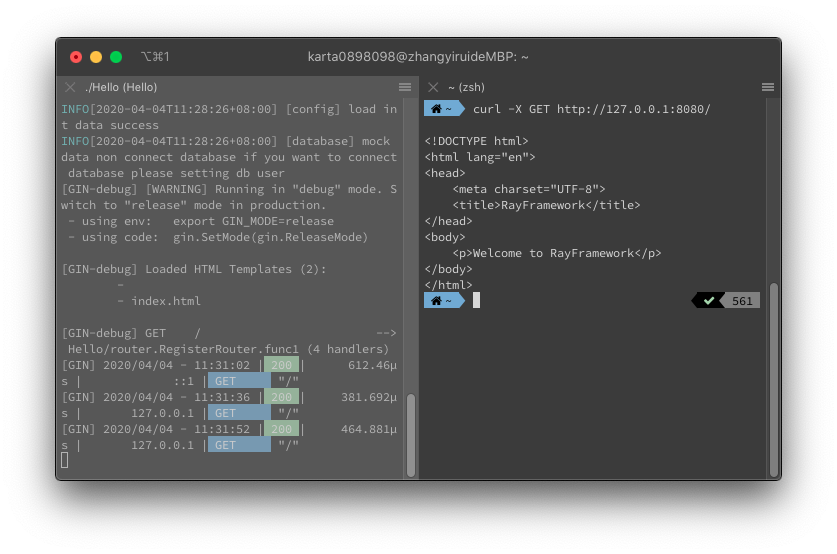 ⌥⌘1
karta0898098@zhangyiruideMBP: ~
./Hello (Hello)
INFO[2020-04-04T11:28:26+08:00] [config] load in
t data success
INFO[2020-04-04T11:28:26+08:00] [database] mock
data non connect database if you want to connect
 database please setting db user
[GIN-debug] [WARNING] Running in "debug" mode. S
witch to "release" mode in production.
 - using env:   export GIN_MODE=release
 - using code:  gin.SetMode(gin.ReleaseMode)
[GIN-debug] Loaded HTML Templates (2):
        -
        - index.html
[GIN-debug] GET    /                         -->
 Hello/router.RegisterRouter.func1 (4 handlers)
[GIN] 2020/04/04 - 11:31:02 | 200 |      612.46µ
s |             ::1 | GET      "/"
[GIN] 2020/04/04 - 11:31:36 | 200 |     381.692µ
s |       127.0.0.1 | GET      "/"
[GIN] 2020/04/04 - 11:31:52 | 200 |     464.881µ
s |       127.0.0.1 | GET      "/"
~ (zsh)
~ curl -X GET http://127.0.0.1:8080/
<!DOCTYPE html>
<html lang="en">
<head>
    <meta charset="UTF-8">
    <title>RayFramework</title>
</head>
<body>
    <p>Welcome to RayFramework</p>
</body>
</html>
~ ✔ 561